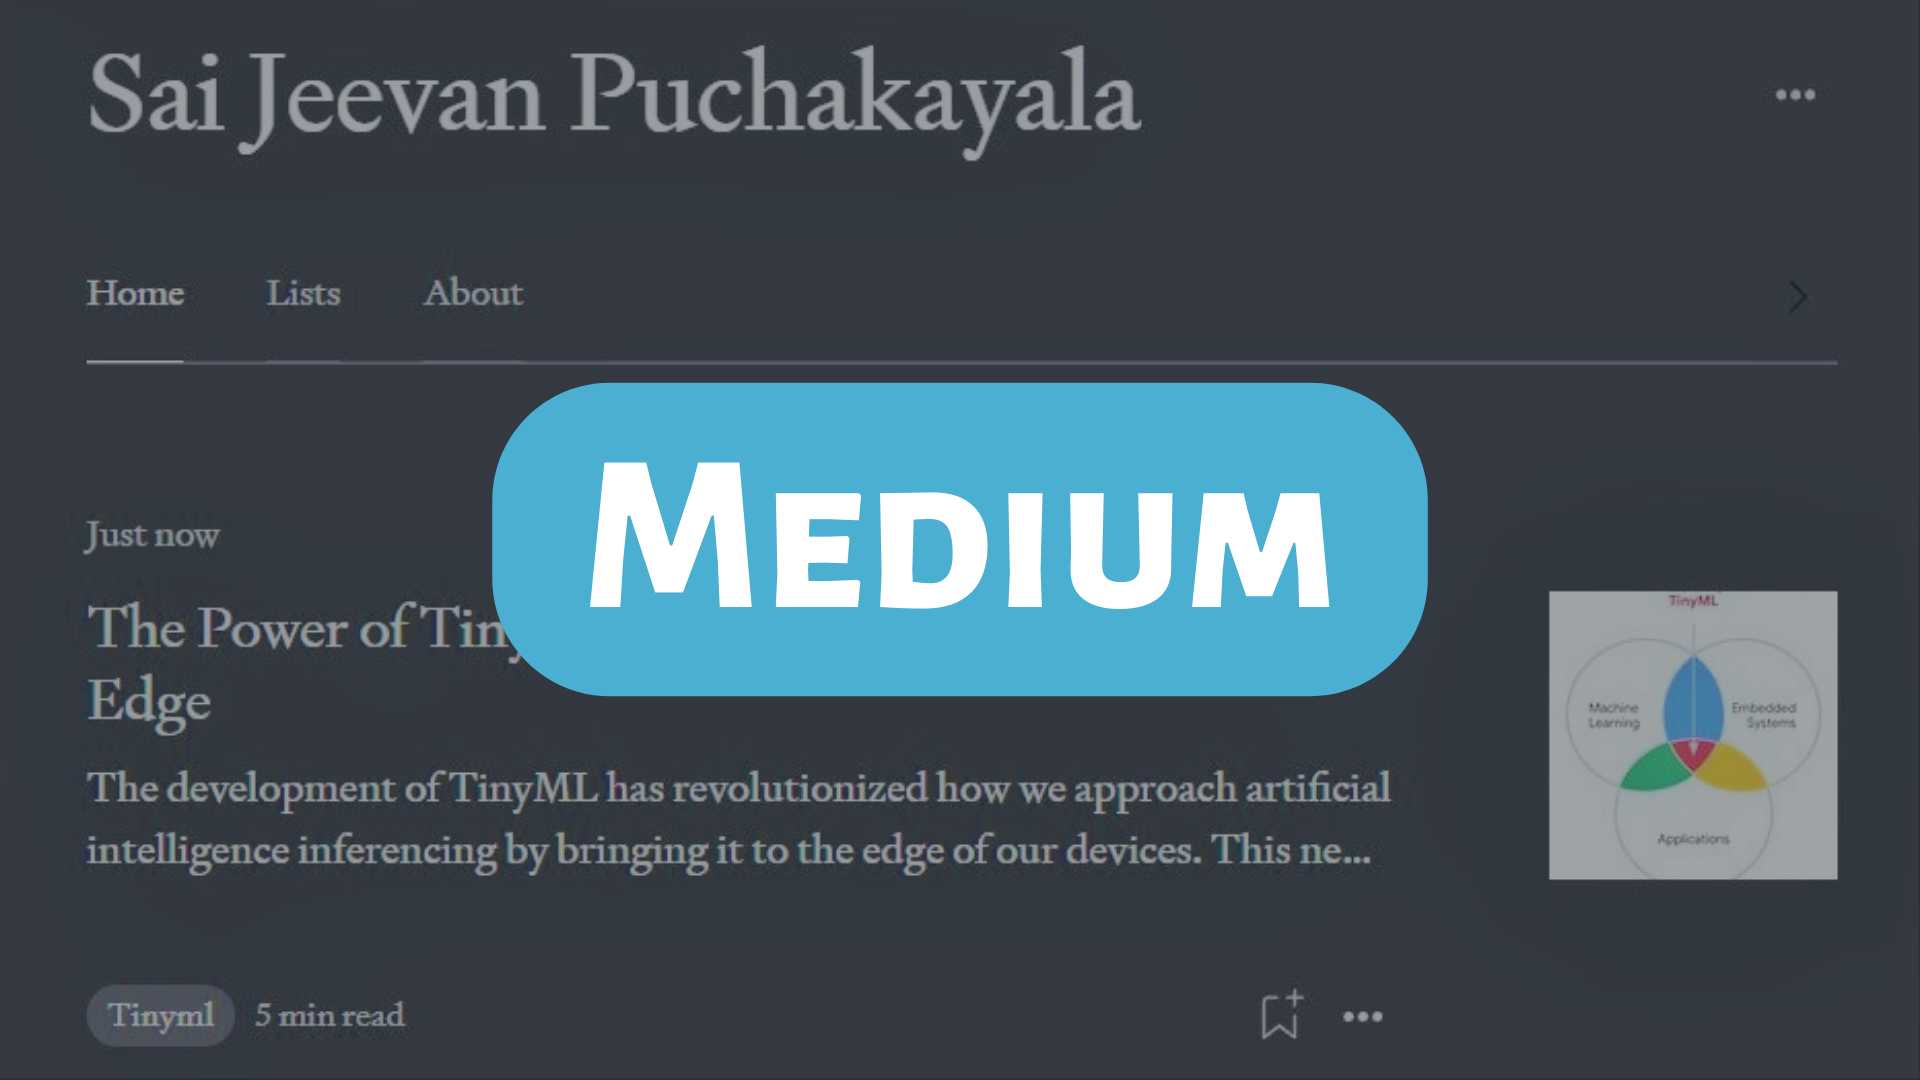 Sai Jeevan Puchakayala
Home Lists About
MEDIUM
Just now
The Power of
Edge
The development of TinyML has revolutionized how we approach artificial
intelligence inferencing by bringing it to the edge of our devices. This ne...
TinyML
Machine
Learning
Embedded
Systems
Applications
Tinyml 5 min read